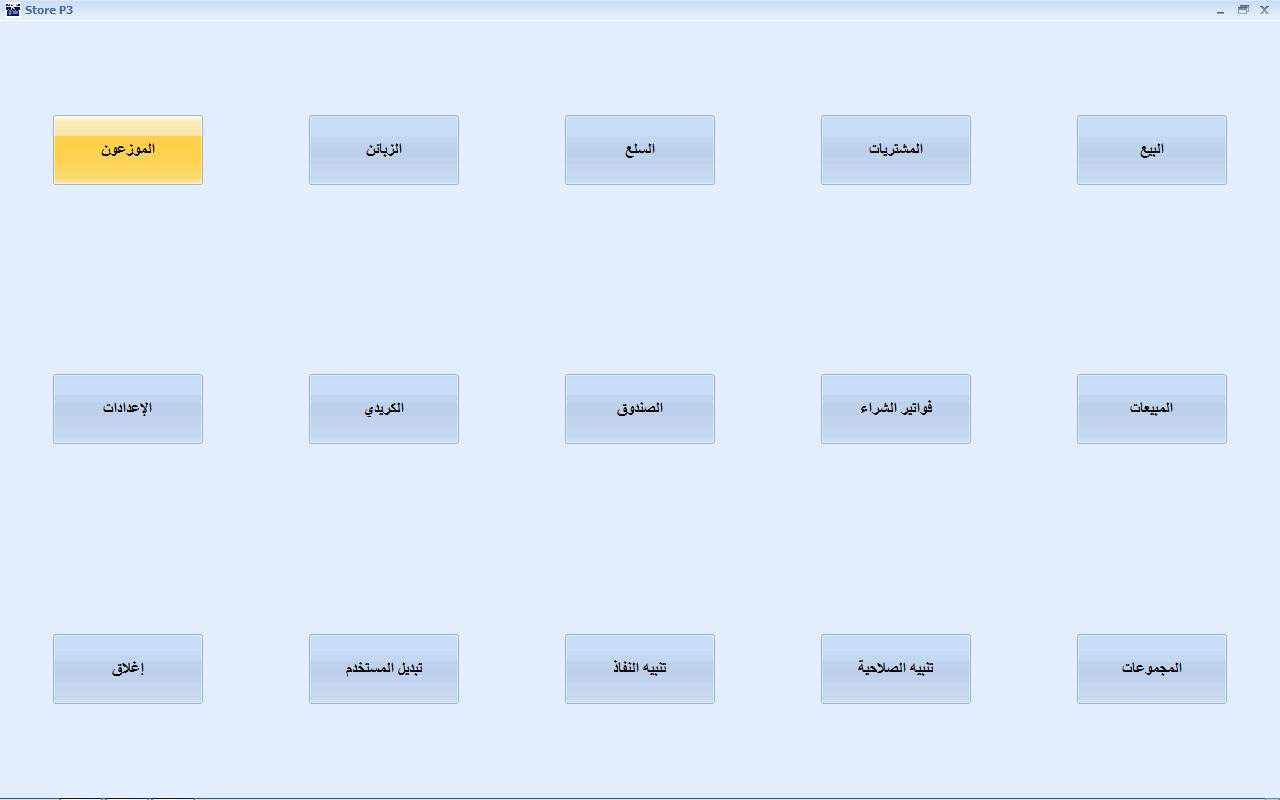 Store P3
البيع
المشتريات
السلع
الزبائن
الموزعون
المبيعات
فواتير الشراء
الصندوق
الكريدي
الإعدادات
المجموعات
تنبيه الصلاحية
تنبيه النفاذ
تبديل المستخدم
إغلاق